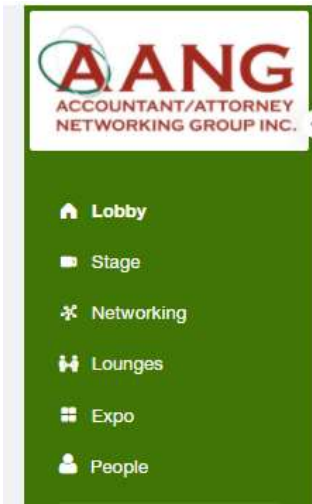 AANG
ACCOUNTANT/ATTORNEY
NETWORKING GROUP INC.
Lobby
Stage
Networking
Lounges
Expo
People